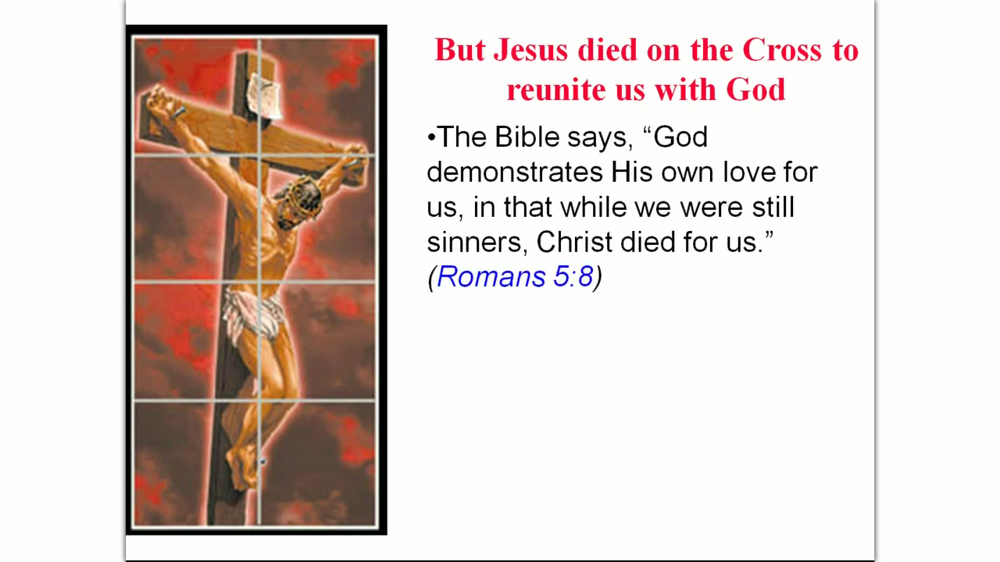 But Jesus died on the Cross to
reunite us with God
•The Bible says, “God
demonstrates His own love for
us, in that while we were still
sinners, Christ died for us.”
(Romans 5:8)